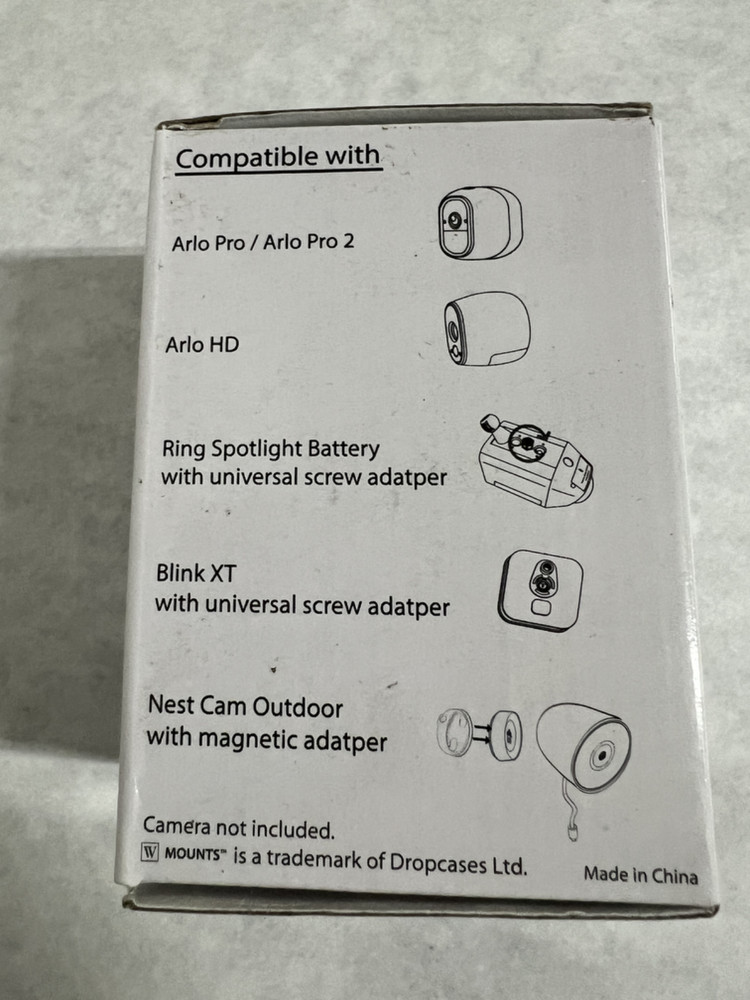 Compatible with
Arlo Pro / Arlo Pro 2
Arlo HD
Ring Spotlight Battery
with universal screw adatper
Blink XT
with universal screw adatper
Nest Cam Outdoor
with magnetic adatper
Camera not included.
W MOUNTS™ is a trademark of Dropcases Ltd.
Made in China